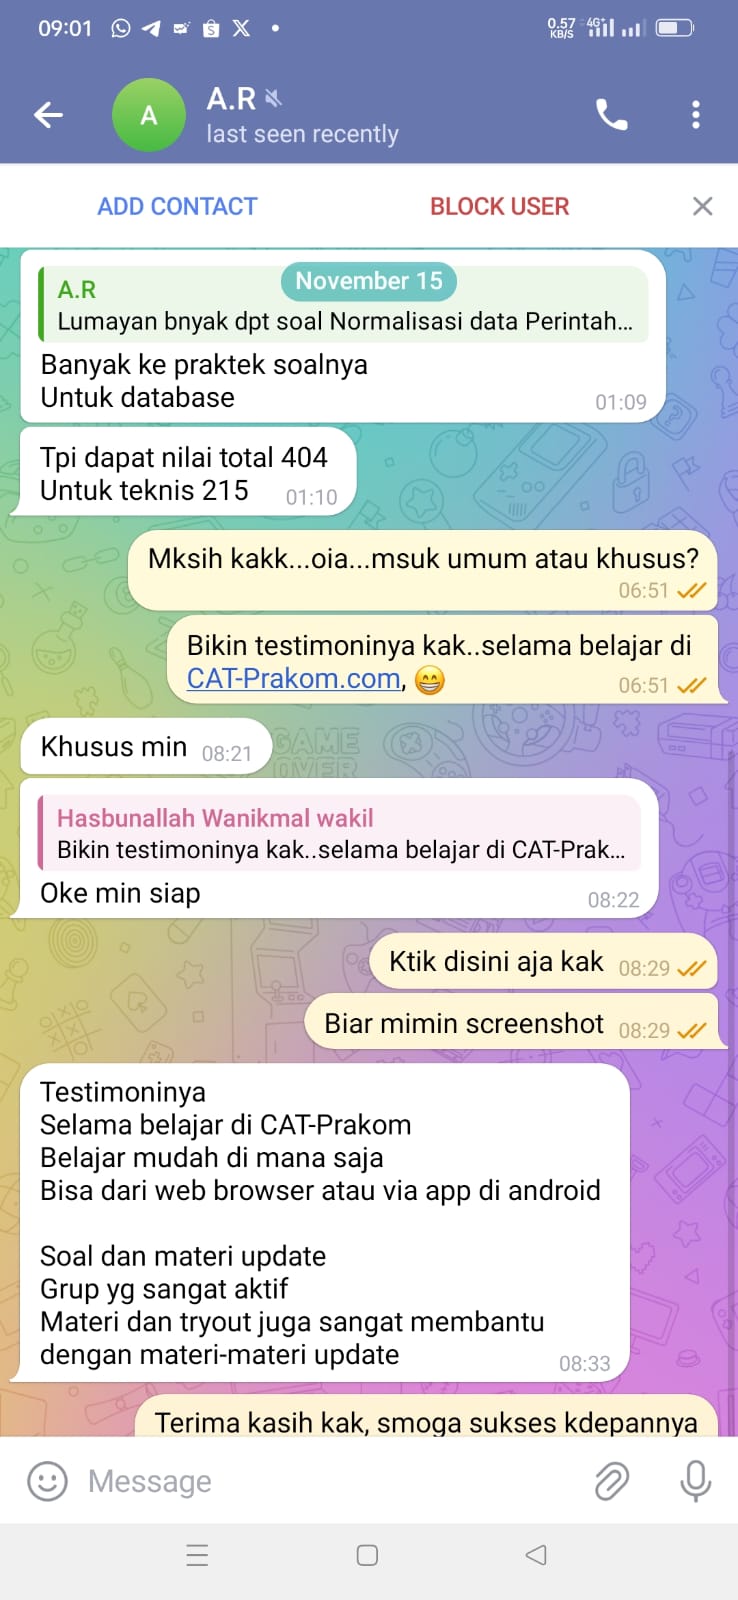 09:01
0.57
KB/S
4G+
A
A.R
last seen recently
ADD CONTACT
BLOCK USER
November 15
A.R
Lumayan bnyak dpt soal Normalisasi data Perintah...
Banyak ke praktek soalnya
Untuk database
01:09
Tpi dapat nilai total 404
Untuk teknis 215
01:10
Mksih kakk...oia...msuk umum atau khusus?
06:51
Bikin testimoninya kak..selama belajar di
CAT-Prakom.com, 😁
06:51
Khusus min
08:21
GAME
OVER
Hasbunallah Wanikmal wakil
Bikin testimoninya kak..selama belajar di CAT-Prak...
Oke min siap
08:22
Ktik disini aja kak
08:29
Biar mimin screenshot
08:29
Testimoninya
Selama belajar di CAT-Prakom
Belajar mudah di mana saja
Bisa dari web browser atau via app di android
Soal dan materi update
Grup yg sangat aktif
Materi dan tryout juga sangat membantu
dengan materi-materi update
08:33
Terima kasih kak, smoga sukses kdepannya
Message